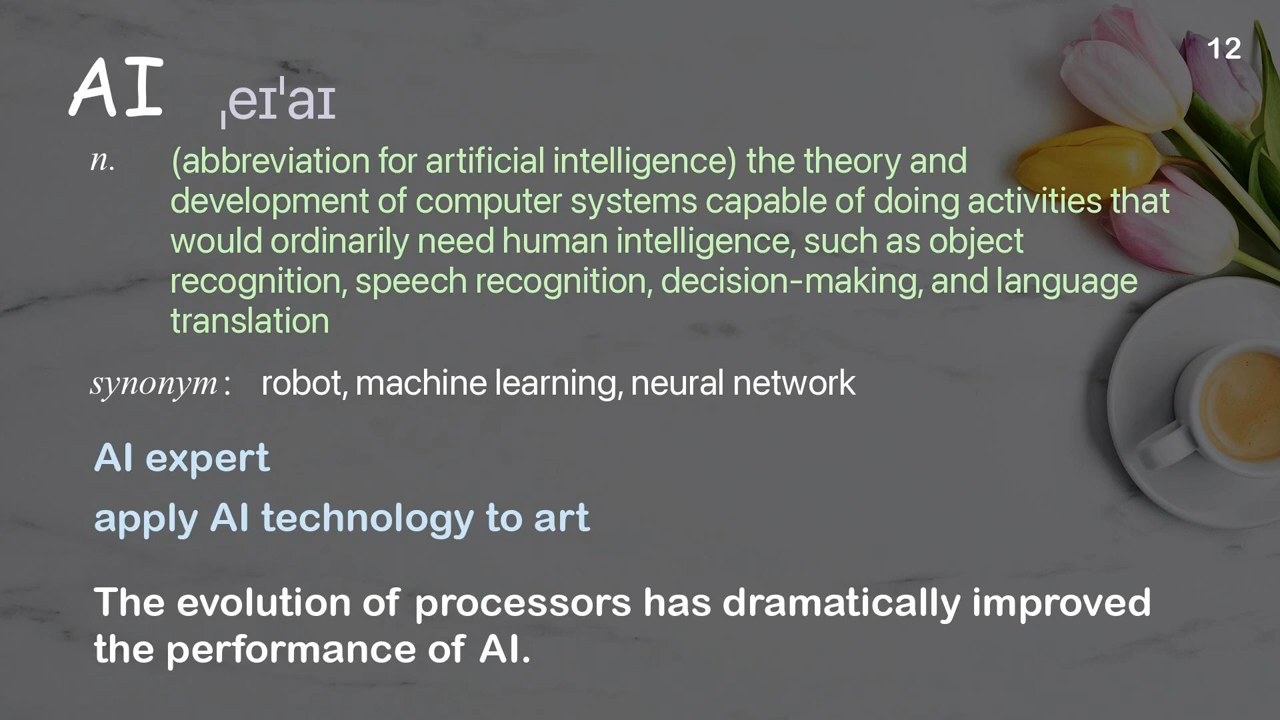 12
AI ˌeɪˈaɪ
n. (abbreviation for artificial intelligence) the theory and
development of computer systems capable of doing activities that
would ordinarily need human intelligence, such as object
recognition, speech recognition, decision-making, and language
translation
synonym: robot, machine learning, neural network
AI expert
apply AI technology to art
The evolution of processors has dramatically improved
the performance of AI.